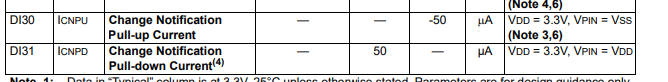 (Note 4,6)
DI30 ICNPU Change Notification — — -50 μA VDD = 3.3V, VPIN = VSS
Pull-up Current (Note 3,6)
DI31 ICNPD Change Notification — 50 — μA VDD = 3.3V, VPIN = VDD
Pull-down Current(4)
Note 1: Data in "Typical" column is at 3.3V, 25°C unless otherwise stated. Parameters are for design guidance only